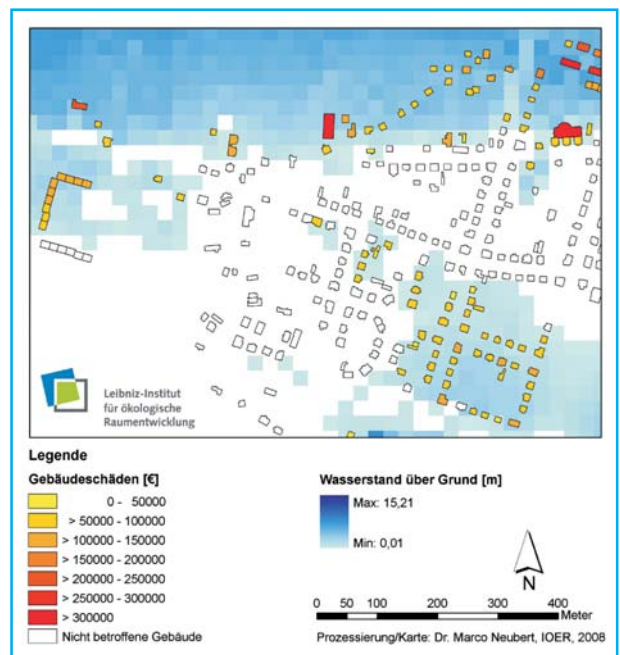 Leibniz-Institut
für ökologische
Raumentwicklung
Legende
Gebäudeschäden [€]
0 - 50000
> 50000 - 100000
> 100000 - 150000
> 150000 - 200000
> 200000 - 250000
> 250000 - 300000
> 300000
Nicht betroffene Gebäude
Wasserstand über Grund [m]
Max: 15,21
Min: 0,01
N
0 50 100 200 300 400
Meter
Prozessierung/Karte: Dr. Marco Neubert, IOER, 2008